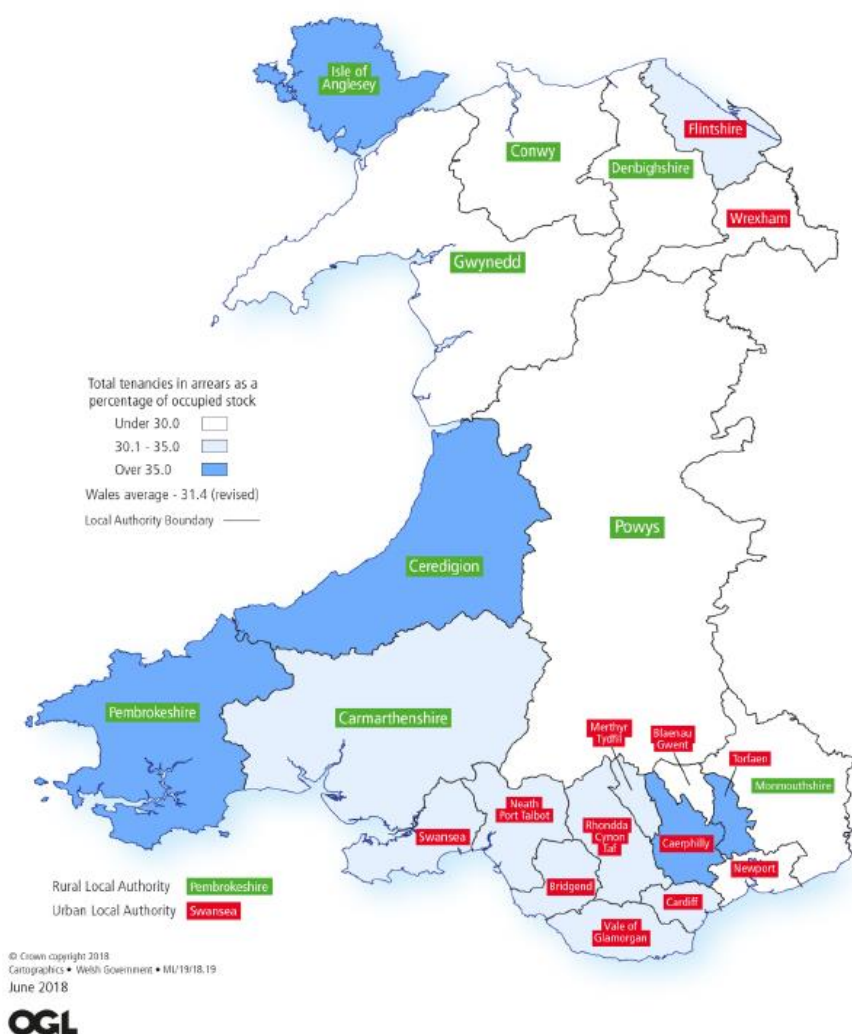 Isle of
Anglesey
Flintshire
Conwy
Denbighshire
Wrexham
Gwynedd
Total tenancies in arrears as a
percentage of occupied stock
Under 30.0
30.1 - 35.0
Over 35.0
Wales average - 31.4 (revised)
Local Authority Boundary
Powys
Ceredigion
Pembrokeshire
Carmarthenshire
Merthyr
Tydfil
Blaenau
Gwent
Torfaen
Monmouthshire
Neath
Port Talbot
Swansea
Rhondda
Cynon
Taf
Caerphilly
Newport
Bridgend
Cardiff
Vale of
Glamorgan
Rural Local Authority Pembrokeshire
Urban Local Authority Swansea
© Crown copyright 2018
Cartographics • Welsh Government • ML/19/18.19
June 2018
OGL